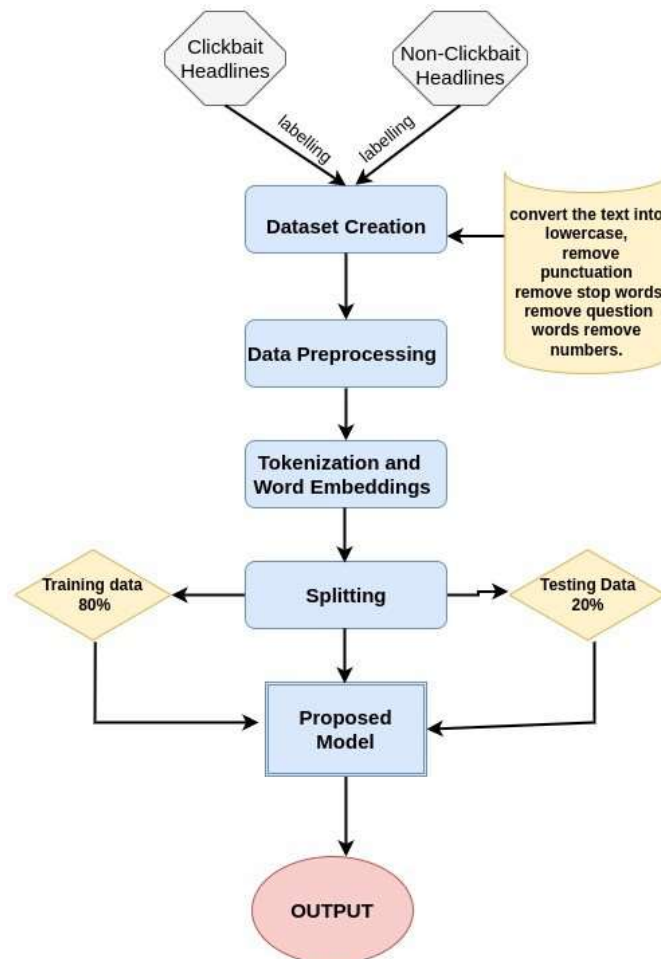 Clickbait
Headlines
Non-Clickbait
Headlines
labelling
labelling
Dataset Creation
convert the text into
lowercase,
remove
punctuation
remove stop words
remove question
words remove
numbers.
Data Preprocessing
Tokenization and
Word Embeddings
Training data
80%
Splitting
Testing Data
20%
Proposed
Model
OUTPUT